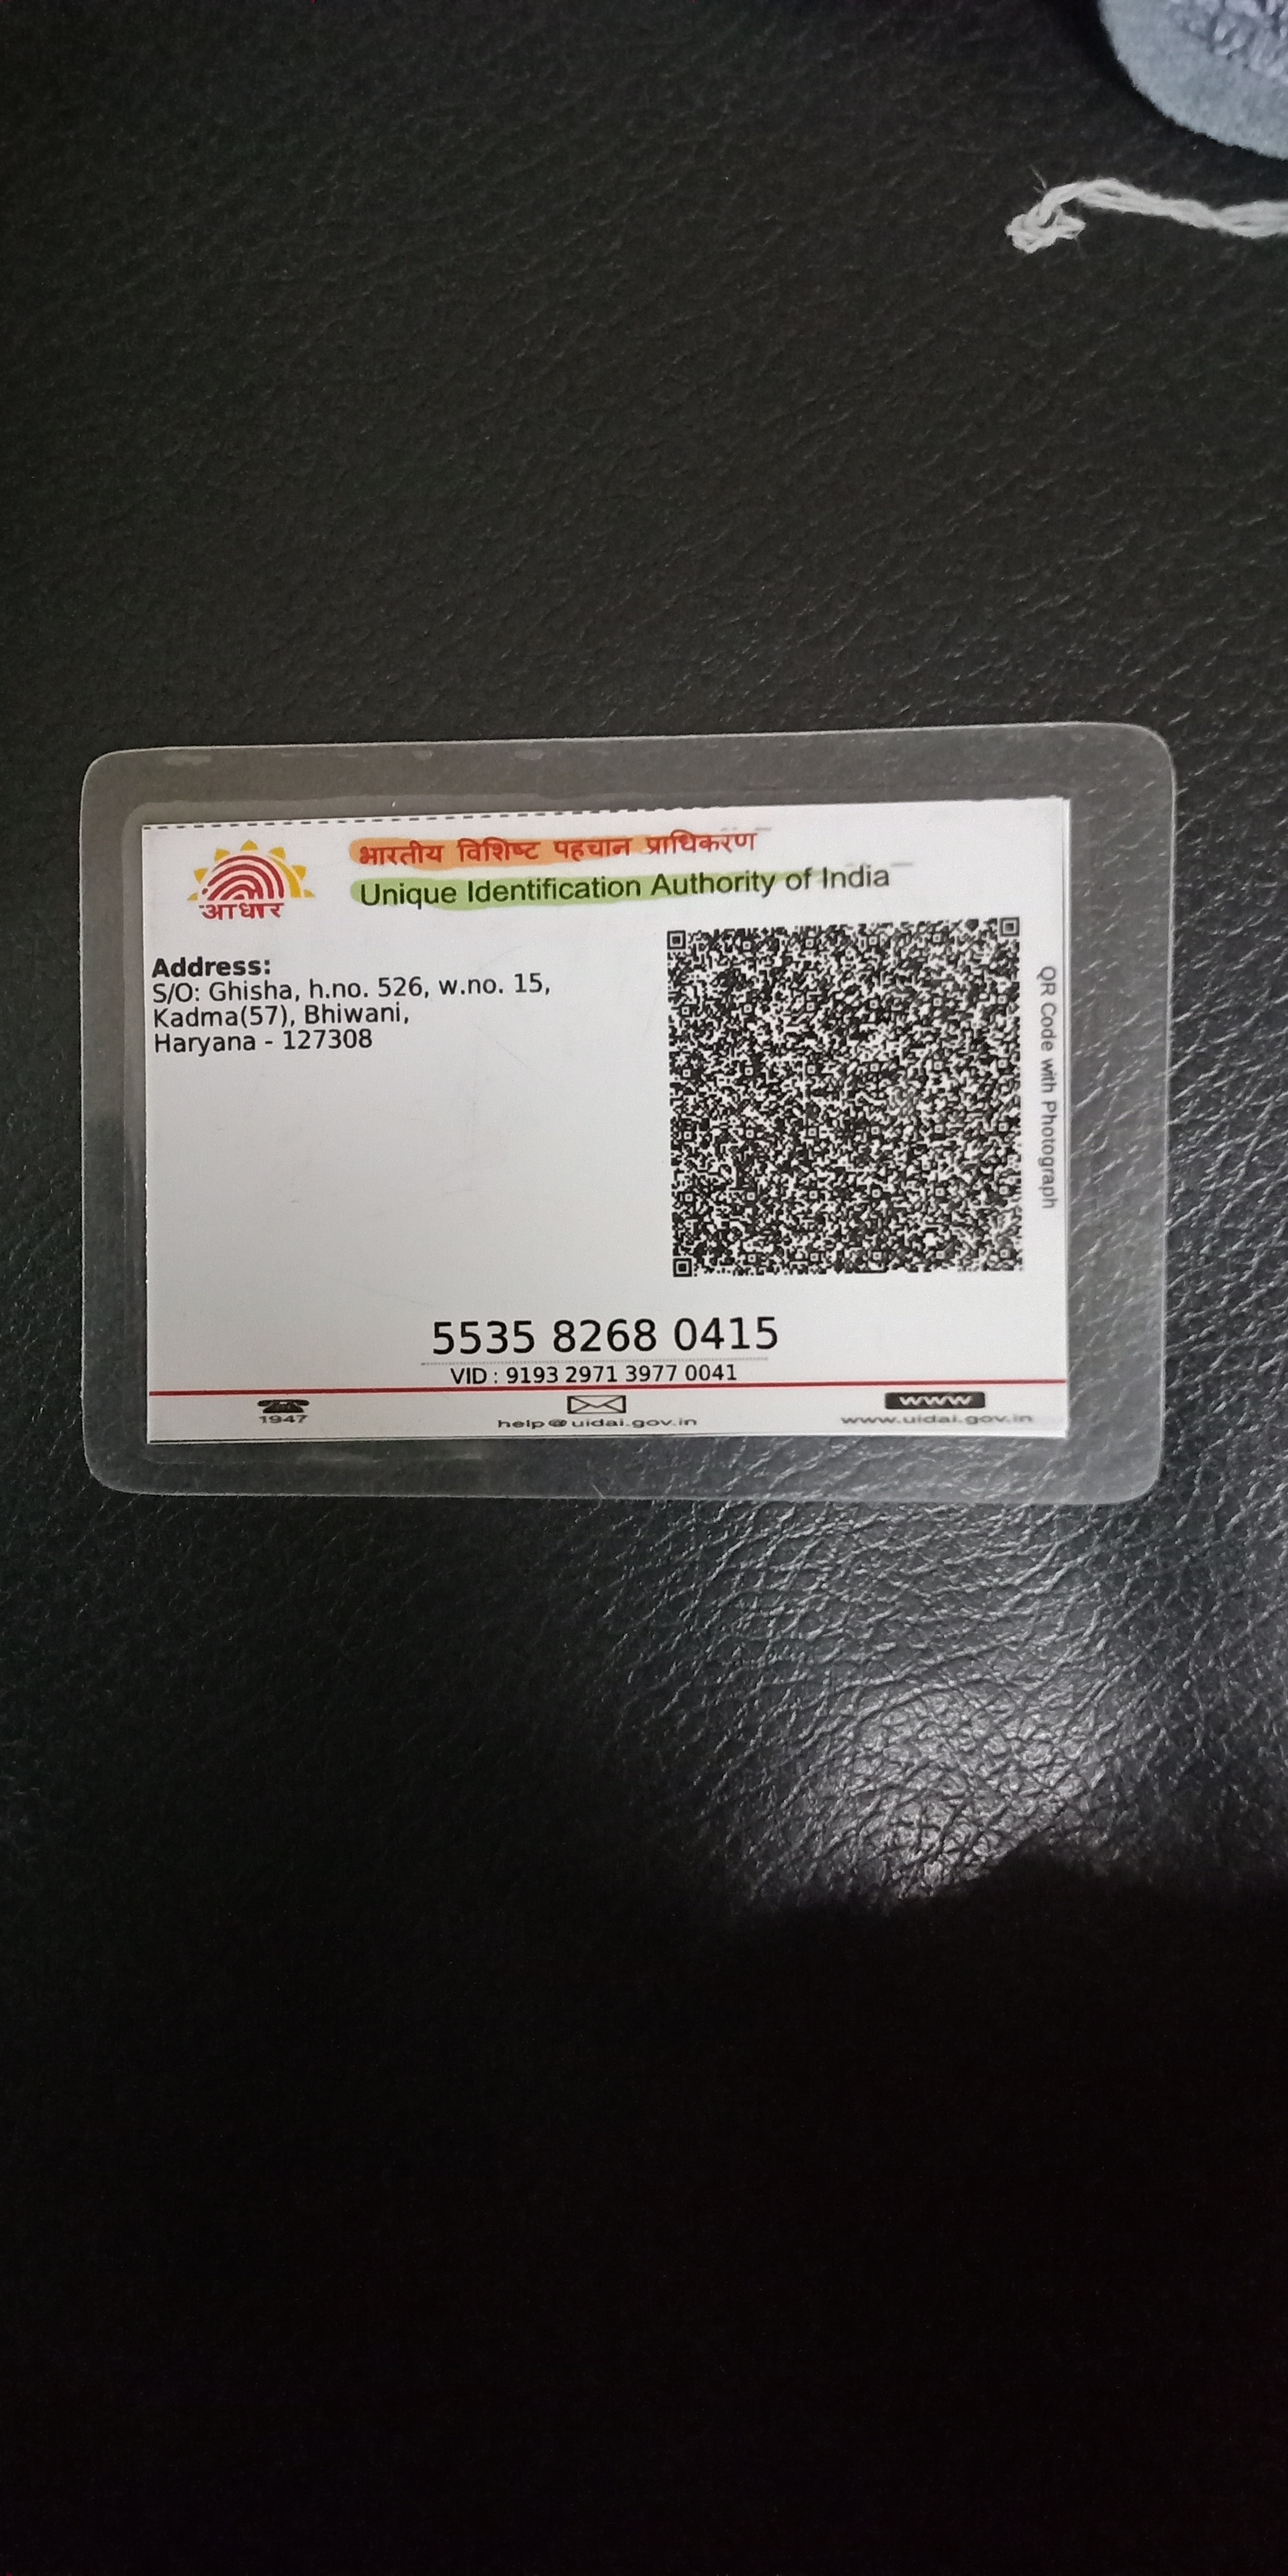 भारतीय विशिष्ट पहचान प्राधिकरण
Unique Identification Authority of India
आधार
Address:
S/O: Ghisha, h.no. 526, w.no. 15,
Kadma(57), Bhiwani,
Haryana - 127308
QR Code with Photograph
5535 8268 0415
VID : 9193 2971 3977 0041
1947
help@uidai.gov.in
www
www.uidai.gov.in